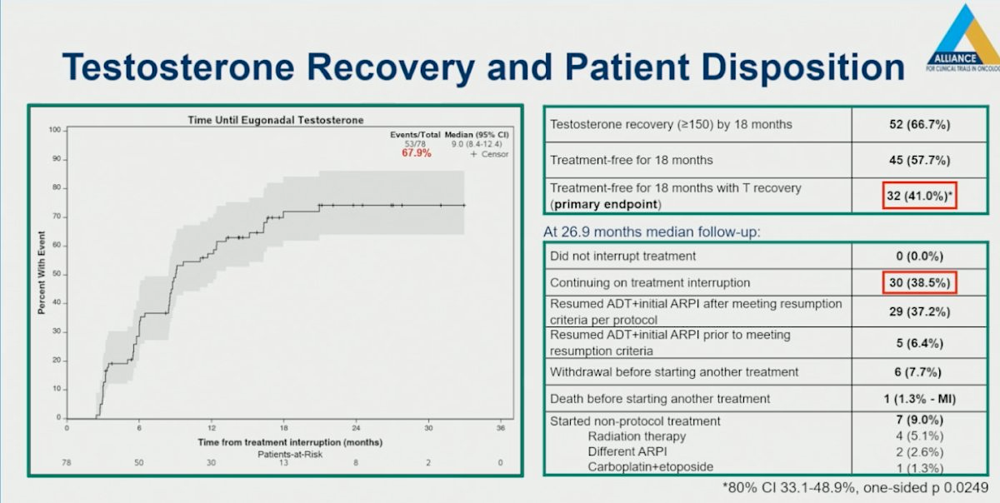 ALLIANCE
FOR CLINICAL TRIALS IN ONCOLOGY
Testosterone Recovery and Patient Disposition
Time Until Eugonadal Testosterone
Events/Total Median (95% CI)
53/78 9.0 (8.4-12.4)
67.9% + Censor
Percent With Event
100
90
80
70
60
50
40
30
20
10
0
0 6 12 18 24 30 36
Time from treatment interruption (months)
Patients-at-Risk
78 50 30 13 8 2 0
Testosterone recovery (≥150) by 18 months 52 (66.7%)
Treatment-free for 18 months 45 (57.7%)
Treatment-free for 18 months with T recovery
(primary endpoint) 32 (41.0%)*
At 26.9 months median follow-up:
Did not interrupt treatment 0 (0.0%)
Continuing on treatment interruption 30 (38.5%)
Resumed ADT+initial ARPI after meeting resumption
criteria per protocol 29 (37.2%)
Resumed ADT+initial ARPI prior to meeting
resumption criteria 5 (6.4%)
Withdrawal before starting another treatment 6 (7.7%)
Death before starting another treatment 1 (1.3% - MI)
Started non-protocol treatment 7 (9.0%)
Radiation therapy 4 (5.1%)
Different ARPI 2 (2.6%)
Carboplatin+etoposide 1 (1.3%)
*80% CI 33.1-48.9%, one-sided p 0.0249